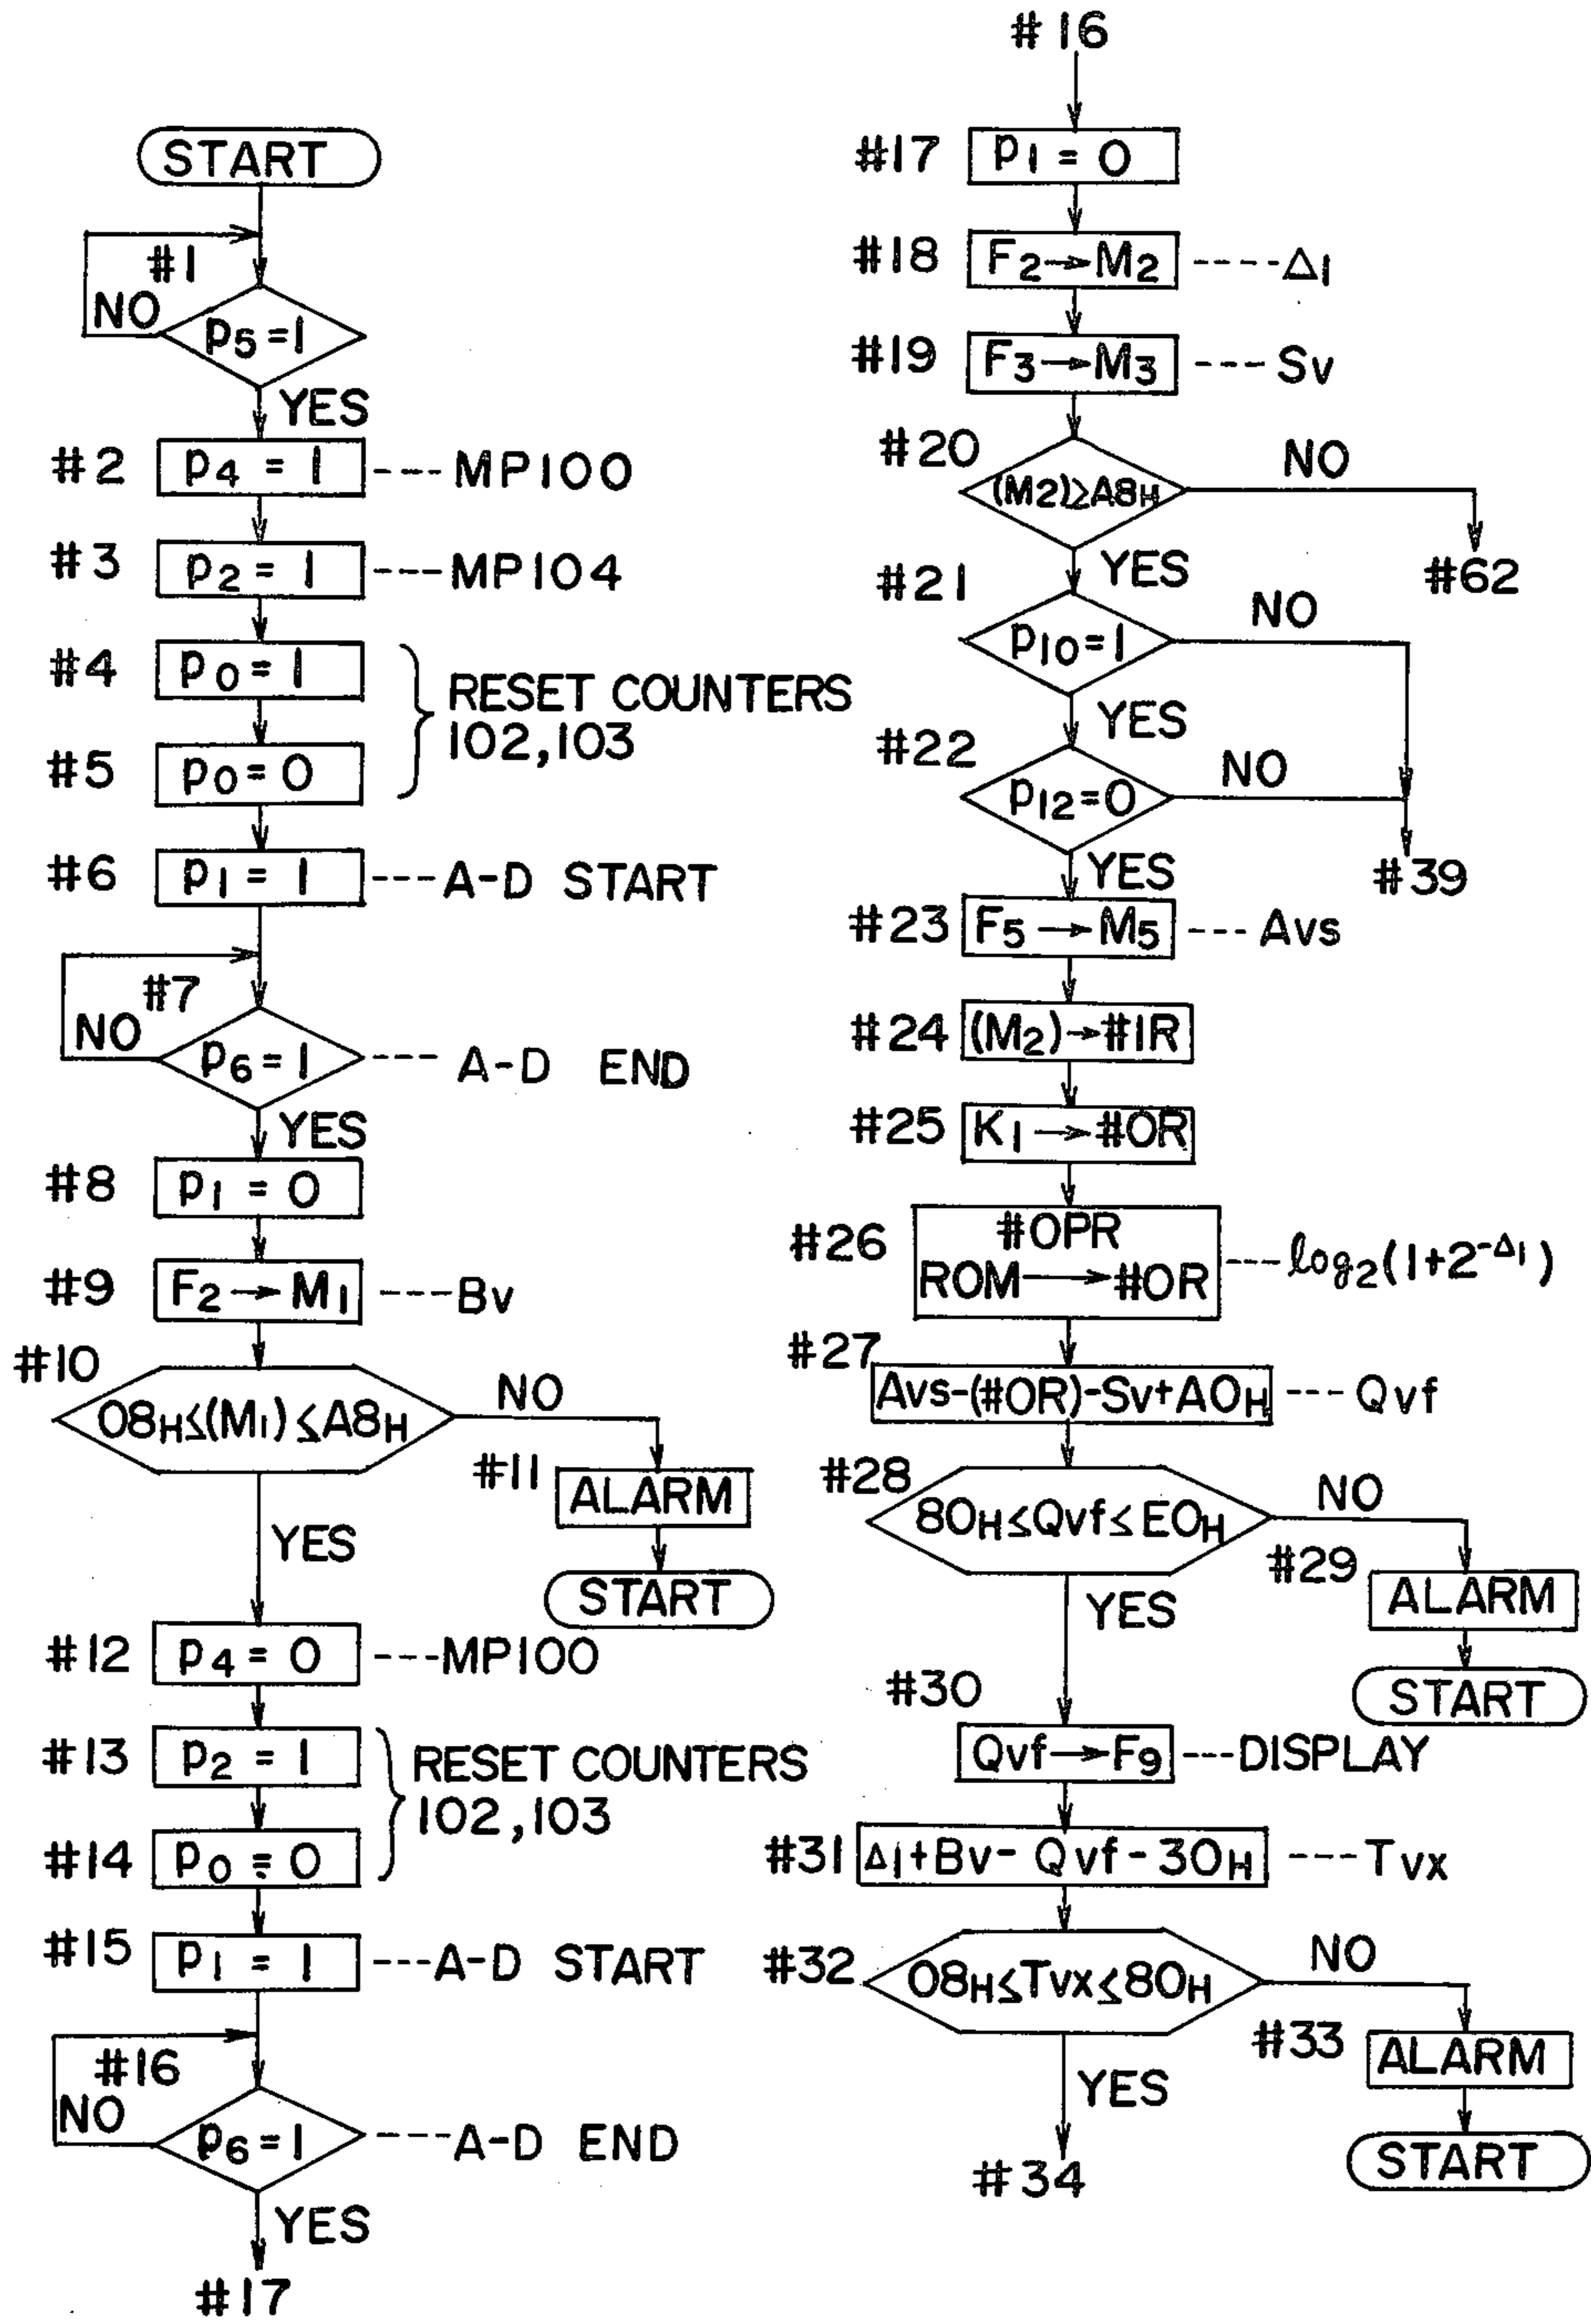 START
#1
NO
p5=1
YES
#2 p4 = 1 ---MP100
#3 p2 = 1 ---MP104
#4 p0 = 1
RESET COUNTERS
102,103
#5 p0=0
#6 p1 = 1 ---A-D START
#7
NO
p6=1 --- A-D END
YES
#8 p1 = 0
#9 F2→M1 ---Bv
#10
08H≤(M1)≤A8H
NO
#11 ALARM
START
YES
#12 p4 = 0 ---MP100
#13 p2 = 1
RESET COUNTERS
102,103
#14 p0=0
#15 p1 = 1 ---A-D START
#16
NO
p6=1 ----A-D END
YES
#17
#16
#17 p1 = 0
#18 F2→M2 ----Δ1
#19 F3→M3 ---Sv
#20
(M2)≥A8H
NO
#62
YES
#21
p10=1
NO
YES
#22
p12=0
NO
#39
YES
#23 F5→M5 ---Avs
#24 (M2)→#1R
#25 K1→#0R
#26 #0PR
ROM→#0R ---log2(1+2-Δ1)
#27
Avs-(#0R)-Sv+A0H ---Qvf
#28
80H≤Qvf≤E0H
NO
#29 ALARM
START
YES
#30
Qvf→F9 ---DISPLAY
#31 Δ1+Bv-Qvf-30H ---Tvx
#32 08H≤Tvx≤80H
NO
#33 ALARM
START
YES
#34